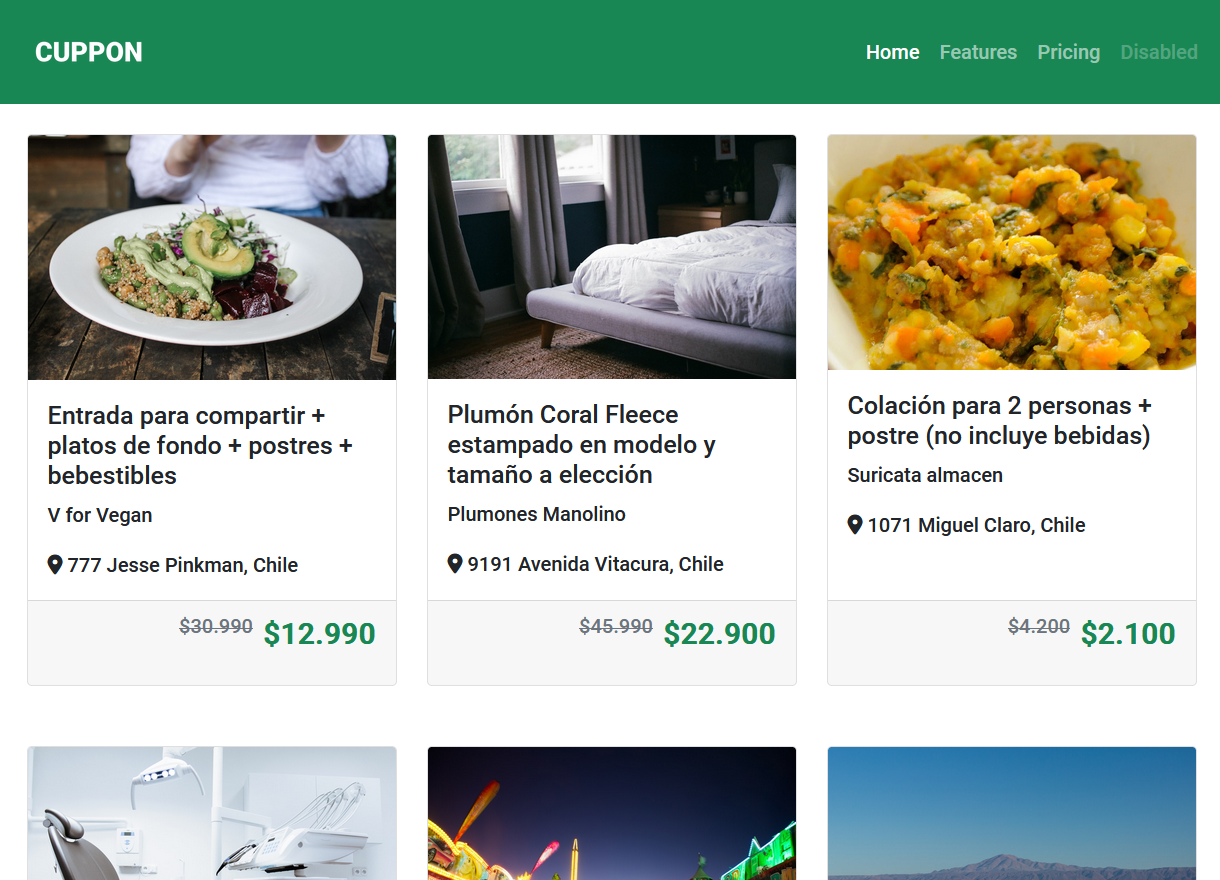 CUPPON
Home Features Pricing Disabled
Entrada para compartir +
platos de fondo + postres +
bebestibles
V for Vegan
777 Jesse Pinkman, Chile
$30.990 $12.990
Plumón Coral Fleece
estampado en modelo y
tamaño a elección
Plumones Manolino
9191 Avenida Vitacura, Chile
$45.990 $22.900
Colación para 2 personas +
postre (no incluye bebidas)
Suricata almacen
1071 Miguel Claro, Chile
$4.200 $2.100